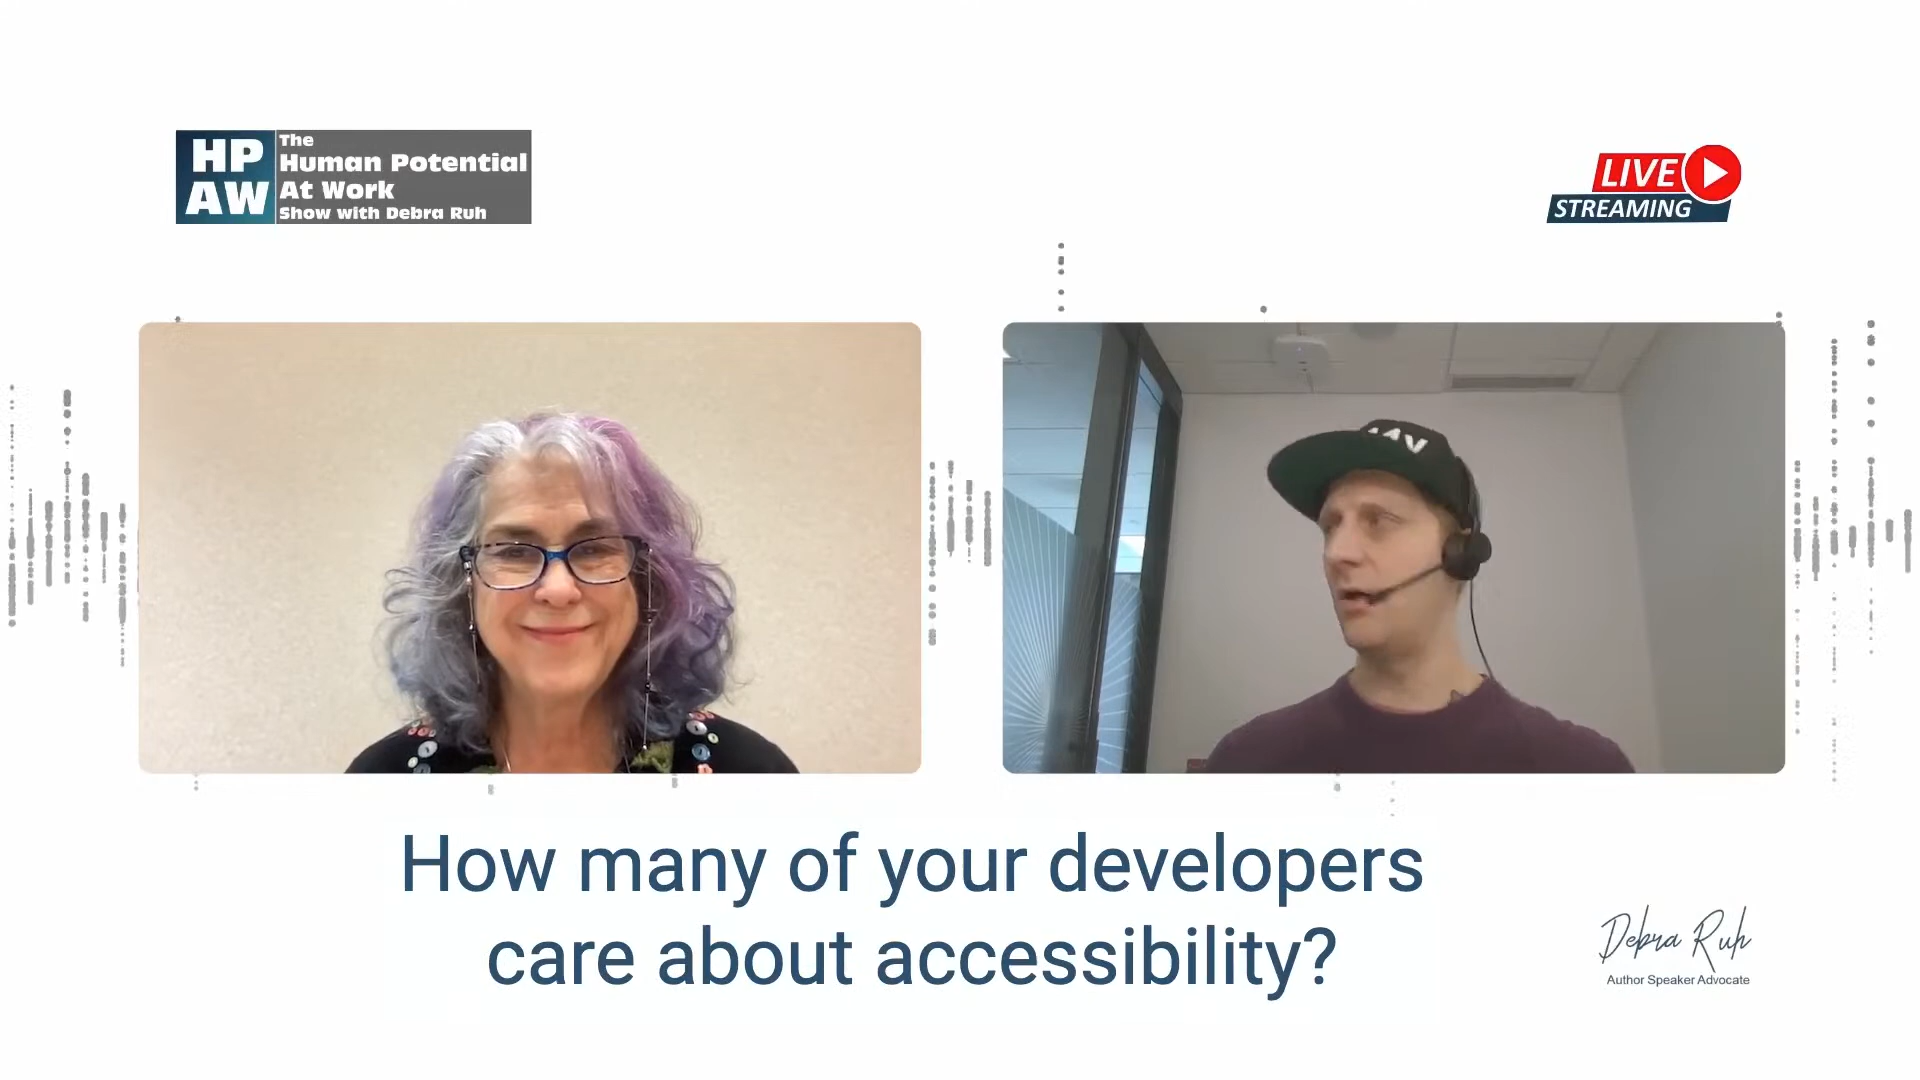 HP
AW
The
Human Potential
At Work
Show with Debra Ruh
LIVE
STREAMING
How many of your developers
care about accessibility?
Debra Ruh
Author Speaker Advocate